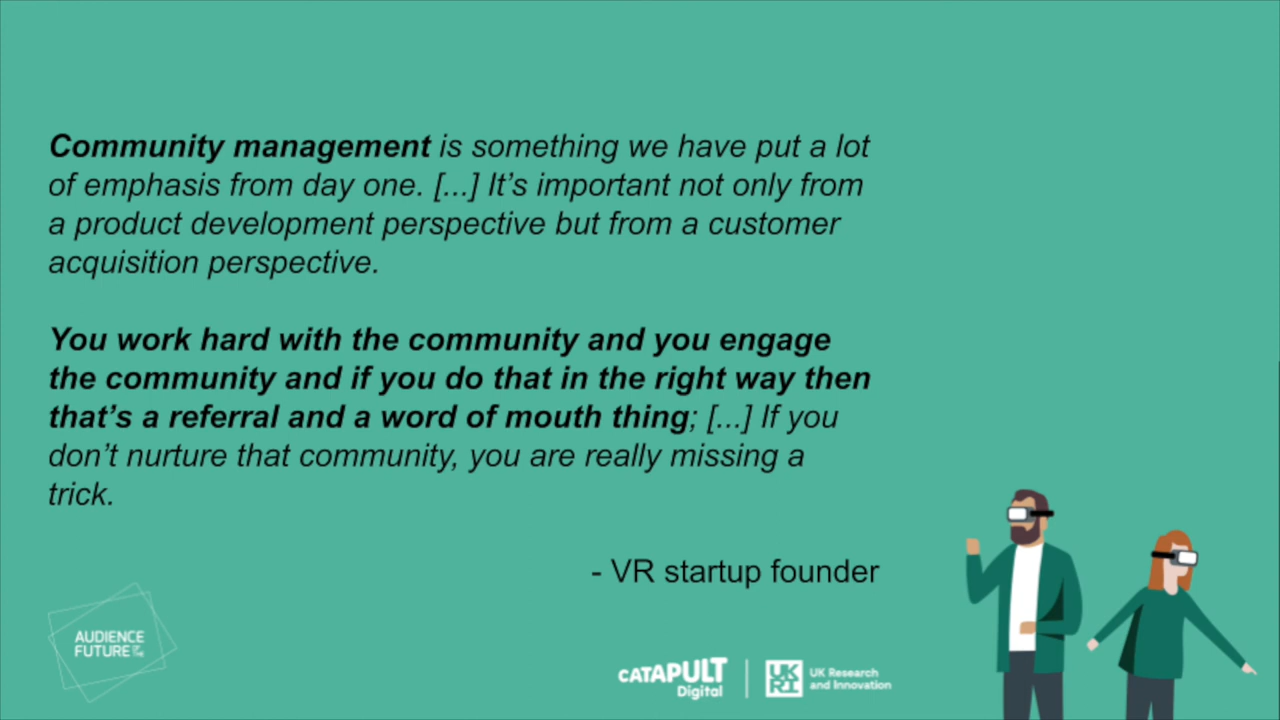 Community management is something we have put a lot
of emphasis from day one. [...] It's important not only from
a product development perspective but from a customer
acquisition perspective.
You work hard with the community and you engage
the community and if you do that in the right way then
that's a referral and a word of mouth thing; [...] If you
don't nurture that community, you are really missing a
trick.
- VR startup founder
AUDIENCE
FUTURE OF THE
CATAPULT
Digital
UKRI
UK Research
and Innovation